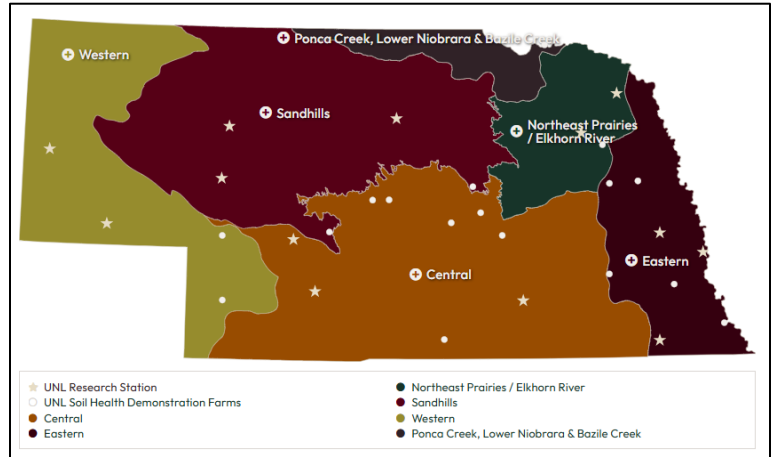 Ponca Creek, Lower Niobrara & Bazile Creek
Western
Sandhills
Northeast Prairies
/ Elkhorn River
Central
Eastern
UNL Research Station
UNL Soil Health Demonstration Farms
Central
Eastern
Northeast Prairies / Elkhorn River
Sandhills
Western
Ponca Creek, Lower Niobrara & Bazile Creek